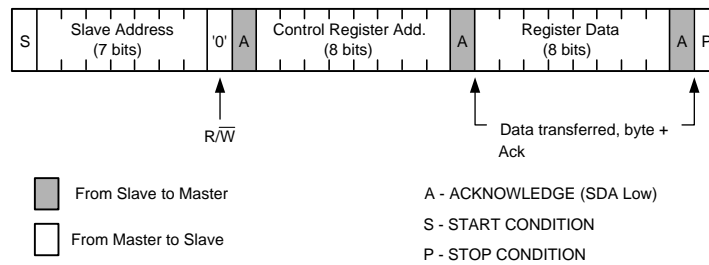 S Slave Address (7 bits) '0' A Control Register Add. (8 bits) A Register Data (8 bits) A P
R/W̅
Data transferred, byte +
Ack
From Slave to Master
From Master to Slave
A - ACKNOWLEDGE (SDA Low)
S - START CONDITION
P - STOP CONDITION